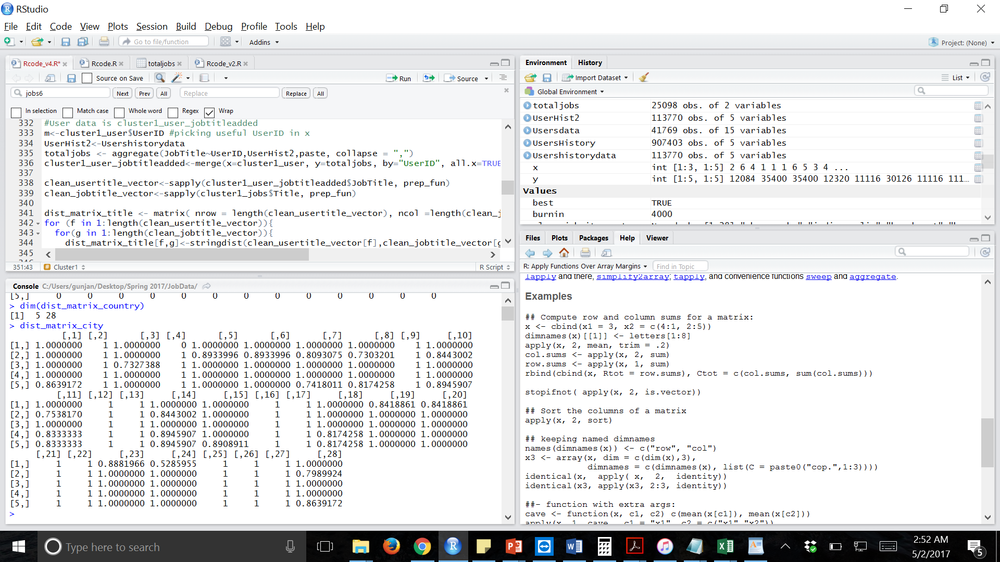 RStudio
File Edit Code View Plots Session Build Debug Profile Tools Help
Go to file/function Addins Project: (None)
Rcode_v4.R* Rcode.R totaljobs Rcode_v2.R
Source on Save Run Source
jobs6 Next Prev All Replace Replace All
In selection Match case Whole word Regex Wrap
332 #User data is cluster1_user_jobtitleadded
333 m<-cluster1_user$UserID #picking useful UserID in x
334 UserHist2<-Usershistorydata
335 totaljobs <- aggregate(JobTitle~UserID,UserHist2,paste, collapse = ",")
336 cluster1_user_jobtitleadded<-merge(x=cluster1_user, y=totaljobs, by="UserID", all.x=TRUE
337
338 clean_usertitle_vector<-sapply(cluster1_user_jobtitleadded$JobTitle, prep_fun)
339 clean_jobtitle_vector<-sapply(cluster1_jobs$Title, prep_fun)
340
341 dist_matrix_title <- matrix( nrow = length(clean_usertitle_vector), ncol =length(clean_j
342 for (f in 1:length(clean_usertitle_vector)){
343 for(g in 1:length(clean_jobtitle_vector)){
344 dist_matrix_title[f,g]<-stringdist(clean_usertitle_vector[f],clean_jobtitle_vector[g
345
351:43 Cluster1 R Script
Console C:/Users/gunjan/Desktop/Spring 2017/JobData/
[5,] 0 0 0 0 0 0 0 0 0 0 0 0 0
> dim(dist_matrix_country)
[1] 5 28
> dist_matrix_city
[,1] [,2] [,3] [,4] [,5] [,6] [,7] [,8] [,9] [,10]
[1,] 1.0000000 1 1.0000000 0 1.0000000 1.0000000 1.0000000 1.0000000 1 1.0000000
[2,] 1.0000000 1 1.0000000 1 0.8933996 0.8933996 0.8093075 0.7303201 1 0.8443002
[3,] 1.0000000 1 0.7327388 1 1.0000000 1.0000000 1.0000000 1.0000000 1 1.0000000
[4,] 1.0000000 1 1.0000000 1 1.0000000 1.0000000 1.0000000 1.0000000 1 1.0000000
[5,] 0.8639172 1 1.0000000 1 1.0000000 1.0000000 0.7418011 0.8174258 1 0.8945907
[,11] [,12] [,13] [,14] [,15] [,16] [,17] [,18] [,19] [,20]
[1,] 1.0000000 1 1 1.0000000 1.0000000 1 1 1.0000000 0.8418861 0.8418861
[2,] 0.7538170 1 1 0.8443002 1.0000000 1 1 1.0000000 1.0000000 1.0000000
[3,] 1.0000000 1 1 1.0000000 1.0000000 1 1 1.0000000 1.0000000 1.0000000
[4,] 0.8333333 1 1 0.8945907 1.0000000 1 1 0.8174258 1.0000000 1.0000000
[5,] 0.8333333 1 1 0.8945907 0.8908911 1 1 0.8174258 1.0000000 1.0000000
[,21] [,22] [,23] [,24] [,25] [,26] [,27] [,28]
[1,] 1 1 0.8881966 0.5285955 1 1 1 1.0000000
[2,] 1 1 1.0000000 1.0000000 1 1 1 0.7989924
[3,] 1 1 1.0000000 1.0000000 1 1 1 1.0000000
[4,] 1 1 1.0000000 1.0000000 1 1 1 1.0000000
[5,] 1 1 1.0000000 1.0000000 1 1 1 0.8639172
>
Environment History
Import Dataset List
Global Environment
totaljobs 25098 obs. of 2 variables
UserHist2 113770 obs. of 5 variables
Usersdata 41769 obs. of 15 variables
UsersHistory 907403 obs. of 5 variables
Usershistorydata 113770 obs. of 5 variables
x int [1:3, 1:5] 2 6 4 1 1 1 6 5 3 4 ...
y int [1:5, 1:5] 12084 35400 35400 12320 11116 30126 11116 111…
Values
best TRUE
burnin 4000
Files Plots Packages Help Viewer
R: Apply Functions Over Array Margins Find in Topic
lapply and there, simplify2array; tapply, and convenience functions sweep and aggregate.
Examples
## Compute row and column sums for a matrix:
x <- cbind(x1 = 3, x2 = c(4:1, 2:5))
dimnames(x)[[1]] <- letters[1:8]
apply(x, 2, mean, trim = .2)
col.sums <- apply(x, 2, sum)
row.sums <- apply(x, 1, sum)
rbind(cbind(x, Rtot = row.sums), Ctot = c(col.sums, sum(col.sums)))
stopifnot( apply(x, 2, is.vector))
## Sort the columns of a matrix
apply(x, 2, sort)
## keeping named dimnames
names(dimnames(x)) <- c("row", "col")
x3 <- array(x, dim = c(dim(x),3),
dimnames = c(dimnames(x), list(C = paste0("cop.",1:3))))
identical(x, apply( x, 2, identity))
identical(x3, apply(x3, 2:3, identity))
##- function with extra args:
cave <- function(x, c1, c2) c(mean(x[c1]), mean(x[c2]))
apply(x, 1, cave, c1 = "x1", c2 = c("x1","x2"))
Type here to search
2:52 AM
5/2/2017
5